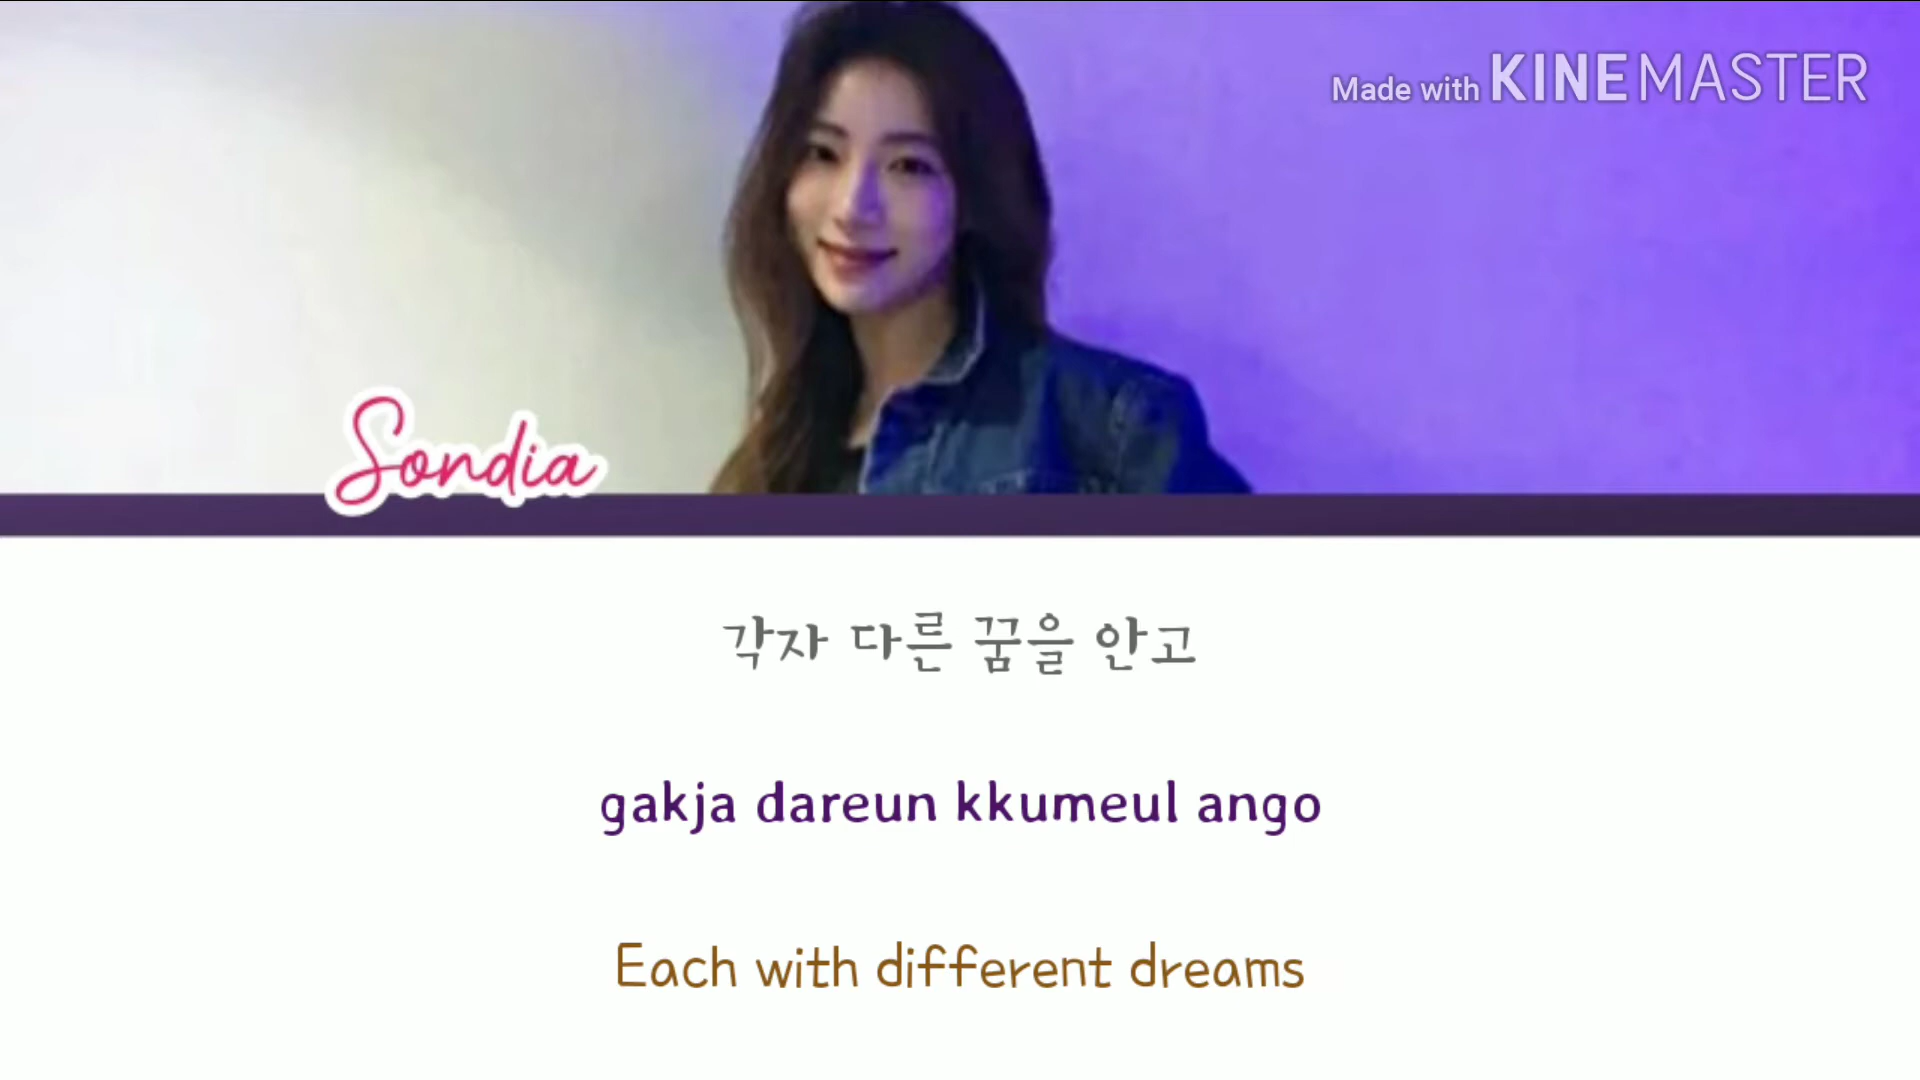 Made with KINEMASTER
Sondia
각자 다른 꿈을 안고
gakja dareun kkumeul ango
Each with different dreams